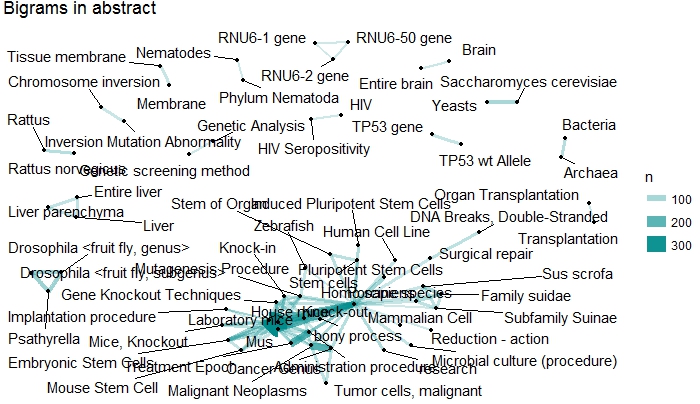 Bigrams in abstract
RNU6-1 gene
RNU6-50 gene
Tissue membrane
Nematodes
Brain
RNU6-2 gene
Entire brain
Chromosome inversion
Saccharomyces cerevisiae
Membrane
Phylum Nematoda
HIV
Yeasts
Rattus
Genetic Analysis
TP53 gene
Bacteria
Inversion Mutation Abnormality
HIV Seropositivity
TP53 wt Allele
Rattus norvegicus
Genetic screening method
Archaea
n
Entire liver
Organ Transplantation
100
Stem of Organ
Induced Pluripotent Stem Cells
Liver parenchyma
DNA Breaks, Double-Stranded
200
Liver
Zebrafish
Human Cell Line
Transplantation
300
Drosophila <fruit fly, genus>
Knock-in
Surgical repair
Drosophila <fruit fly, subgenus>
Mutagenesis Procedure
Pluripotent Stem Cells
Sus scrofa
Stem cells
Gene Knockout Techniques
Homo sapiens
species
Family suidae
Implantation procedure
House mice
Knock-out
Laboratory mice
Mammalian Cell
Subfamily Suinae
Psathyrella
Mice, Knockout
Mus
bony process
Reduction - action
Embryonic Stem Cells
Treatment Epoch
Cancer Genus
Administration procedure
research
Microbial culture (procedure)
Mouse Stem Cell
Malignant Neoplasms
Tumor cells, malignant